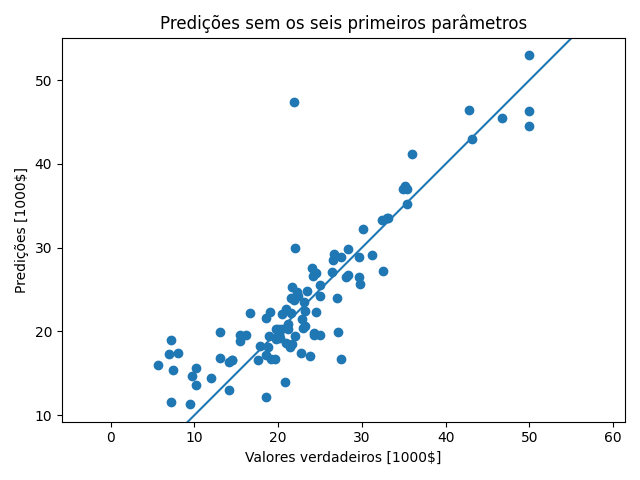 Predições sem os seis primeiros parâmetros
Predições [1000$]
50
40
30
20
10
0 10 20 30 40 50 60
Valores verdadeiros [1000$]